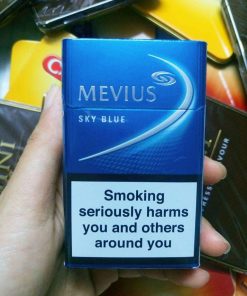 MEVIUS
SKY BLUE
Smoking
seriously harms
you and others
around you